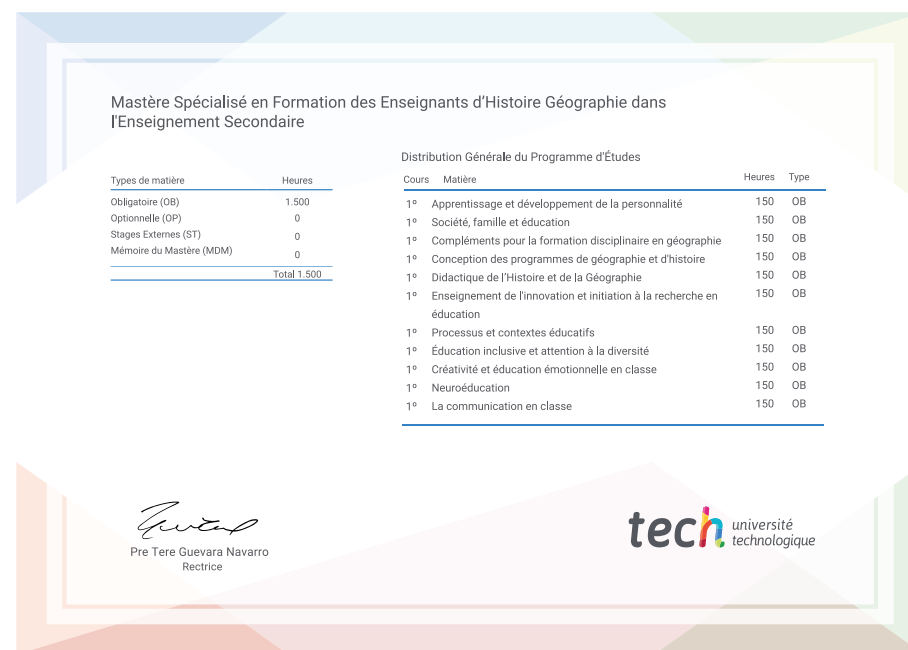 Mastère Spécialisé en Formation des Enseignants d’Histoire Géographie dans
l'Enseignement Secondaire
Types de matière Heures
Obligatoire (OB) 1.500
Optionnelle (OP) 0
Stages Externes (ST) 0
Mémoire du Mastère (MDM) 0
Total 1.500
Distribution Générale du Programme d'Études
Cours Matière Heures Type
1º Apprentissage et développement de la personnalité 150 OB
1º Société, famille et éducation 150 OB
1º Compléments pour la formation disciplinaire en géographie 150 OB
1º Conception des programmes de géographie et d'histoire 150 OB
1º Didactique de l’Histoire et de la Géographie 150 OB
1º Enseignement de l'innovation et initiation à la recherche en 150 OB
éducation
1º Processus et contextes éducatifs 150 OB
1º Éducation inclusive et attention à la diversité 150 OB
1º Créativité et éducation émotionnelle en classe 150 OB
1º Neuroéducation 150 OB
1º La communication en classe 150 OB
Pre Tere Guevara Navarro
Rectrice
tech université
technologique